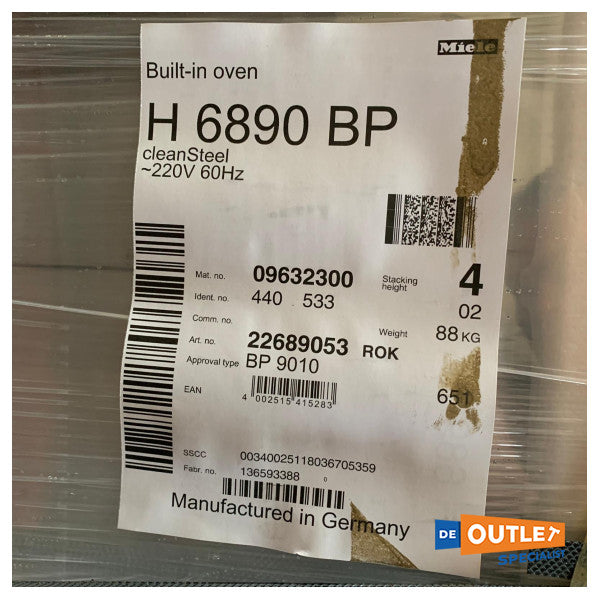 Miele
Built-in oven
H 6890 BP
cleanSteel
~220V 60Hz
Mat. no. 09632300 Stacking height 4
Ident. no. 440 533 02
Comm. no.
Weight 88 KG
Art. no. 22689053 ROK
Approval type BP 9010
EAN 4 002515 415283 651
SSCC 00340025118036705359
Fabr. no. 136593388 0
Manufactured in Germany
DE OUTLET
SPECIALIST